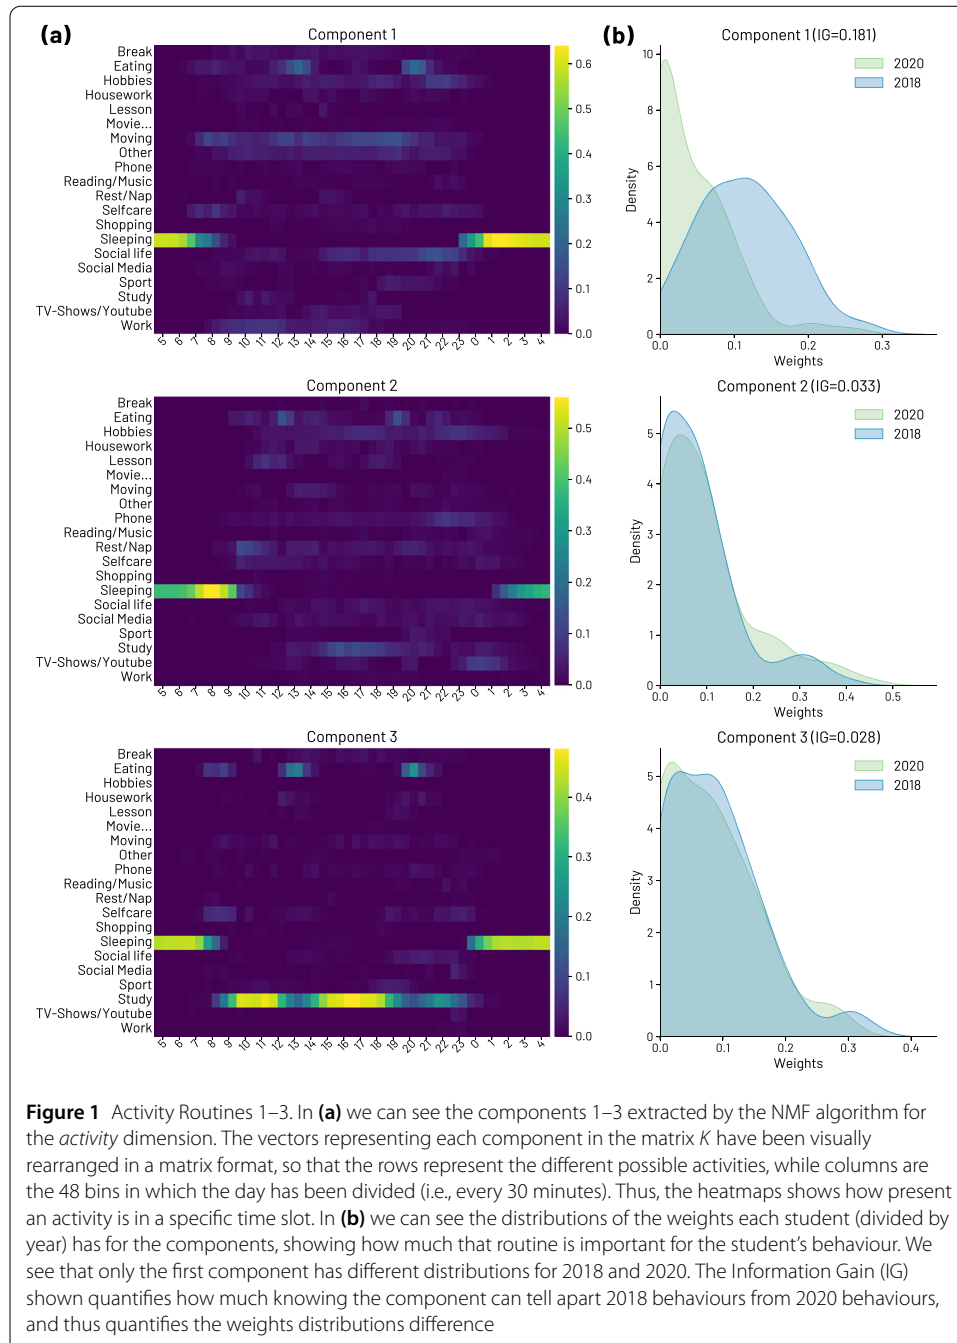 (a)
Component 1
Break
Eating
Hobbies
Housework
Lesson
Movie...
Moving
Other
Phone
Reading/Music
Rest/Nap
Selfcare
Shopping
Sleeping
Social life
Social Media
Sport
Study
TV-Shows/Youtube
Work
5 6 7 8 9 10 11 12 13 14 15 16 17 18 19 20 21 22 23 0 1 2 3 4
0.6
0.5
0.4
0.3
0.2
0.1
0.0
(b)
Component 1 (IG=0.181)
2020
2018
Density
10
8
6
4
2
0
0.0 0.1 0.2 0.3
Weights
Component 2
Break
Eating
Hobbies
Housework
Lesson
Movie...
Moving
Other
Phone
Reading/Music
Rest/Nap
Selfcare
Shopping
Sleeping
Social life
Social Media
Sport
Study
TV-Shows/Youtube
Work
5 6 7 8 9 10 11 12 13 14 15 16 17 18 19 20 21 22 23 0 1 2 3 4
0.5
0.4
0.3
0.2
0.1
0.0
Component 2 (IG=0.033)
2020
2018
Density
5
4
3
2
1
0
0.0 0.1 0.2 0.3 0.4 0.5
Weights
Component 3
Break
Eating
Hobbies
Housework
Lesson
Movie...
Moving
Other
Phone
Reading/Music
Rest/Nap
Selfcare
Shopping
Sleeping
Social life
Social Media
Sport
Study
TV-Shows/Youtube
Work
5 6 7 8 9 10 11 12 13 14 15 16 17 18 19 20 21 22 23 0 1 2 3 4
0.4
0.3
0.2
0.1
0.0
Component 3 (IG=0.028)
2020
2018
Density
5
4
3
2
1
0
0.0 0.1 0.2 0.3 0.4
Weights
Figure 1 Activity Routines 1–3. In (a) we can see the components 1–3 extracted by the NMF algorithm for
the activity dimension. The vectors representing each component in the matrix K have been visually
rearranged in a matrix format, so that the rows represent the different possible activities, while columns are
the 48 bins in which the day has been divided (i.e., every 30 minutes). Thus, the heatmaps shows how present
an activity is in a specific time slot. In (b) we can see the distributions of the weights each student (divided by
year) has for the components, showing how much that routine is important for the student's behaviour. We
see that only the first component has different distributions for 2018 and 2020. The Information Gain (IG)
shown quantifies how much knowing the component can tell apart 2018 behaviours from 2020 behaviours,
and thus quantifies the weights distributions difference